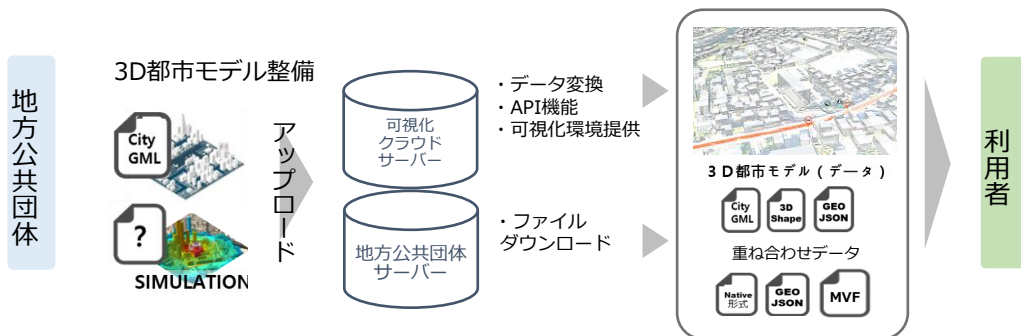 地方公共団体
3D都市モデル整備
City
GML
?
SIMULATION
アップロード
可視化
クラウド
サーバー
地方公共団体
サーバー
・データ変換
・API機能
・可視化環境提供
・ファイル
ダウンロード
3D都市モデル(データ)
City
GML
3D
Shape
GEO
JSON
重ね合わせデータ
Native
形式
GEO
JSON
MVF
利用者